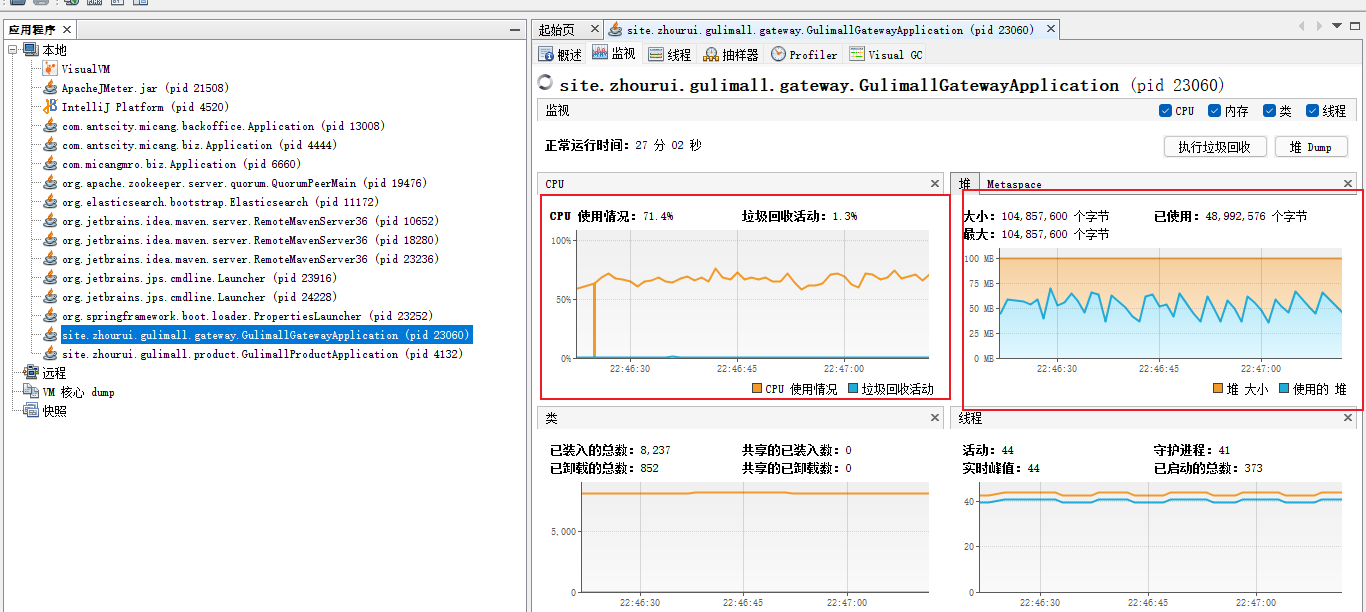 应用程序
本地
VisualVM
ApacheJMeter.jar (pid 21508)
IntelliJ Platform (pid 4520)
com.antscity.micang.backoffice.Application (pid 13008)
com.antscity.micang.biz.Application (pid 4444)
com.micangmro.biz.Application (pid 6660)
org.apache.zookeeper.server.quorum.QuorumPeerMain (pid 19476)
org.elasticsearch.bootstrap.Elasticsearch (pid 11172)
org.jetbrains.idea.maven.server.RemoteMavenServer36 (pid 10652)
org.jetbrains.idea.maven.server.RemoteMavenServer36 (pid 18280)
org.jetbrains.idea.maven.server.RemoteMavenServer36 (pid 23236)
org.jetbrains.jps.cmdline.Launcher (pid 23916)
org.jetbrains.jps.cmdline.Launcher (pid 24228)
org.springframework.boot.loader.PropertiesLauncher (pid 23252)
site.zhourui.gulimall.gateway.GulimallGatewayApplication (pid 23060)
site.zhourui.gulimall.product.GulimallProductApplication (pid 4132)
远程
VM 核心 dump
快照
起始页 site.zhourui.gulimall.gateway.GulimallGatewayApplication (pid 23060)
概述 监视 线程 抽样器 Profiler Visual GC
site.zhourui.gulimall.gateway.GulimallGatewayApplication (pid 23060)
监视 CPU 内存 类 线程
正常运行时间: 27 分 02 秒 执行垃圾回收 堆 Dump
CPU
CPU 使用情况: 71.4% 垃圾回收活动: 1.3%
100%
50%
0%
22:46:30 22:46:45 22:47:00
CPU 使用情况 垃圾回收活动
堆 Metaspace
大小: 104,857,600 个字节 已使用: 48,992,576 个字节
最大: 104,857,600 个字节
100 MB
75 MB
50 MB
25 MB
0 MB
22:46:30 22:46:45 22:47:00
堆 大小 使用的 堆
类
已装入的总数: 8,237 共享的已装入数: 0
已卸载的总数: 852 共享的已卸载数: 0
5,000
0
22:46:30 22:46:45 22:47:00
线程
活动: 44 守护进程: 41
实时峰值: 44 已启动的总数: 373
40
20
0
22:46:30 22:46:45 22:47:00